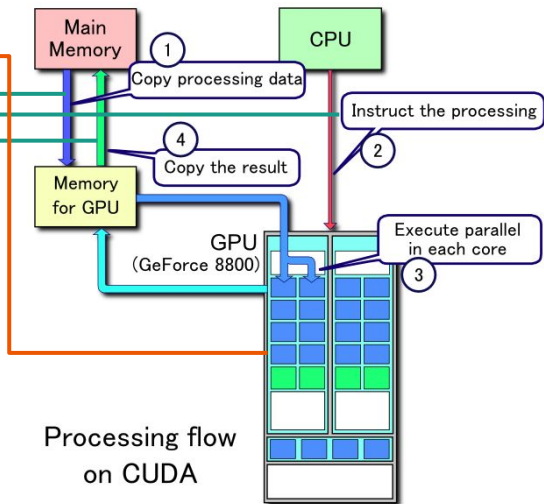 Main
Memory
1
Copy processing data
CPU
Instruct the processing
2
4
Copy the result
Memory
for GPU
GPU
(GeForce 8800)
Execute parallel
in each core
3
Processing flow
on CUDA